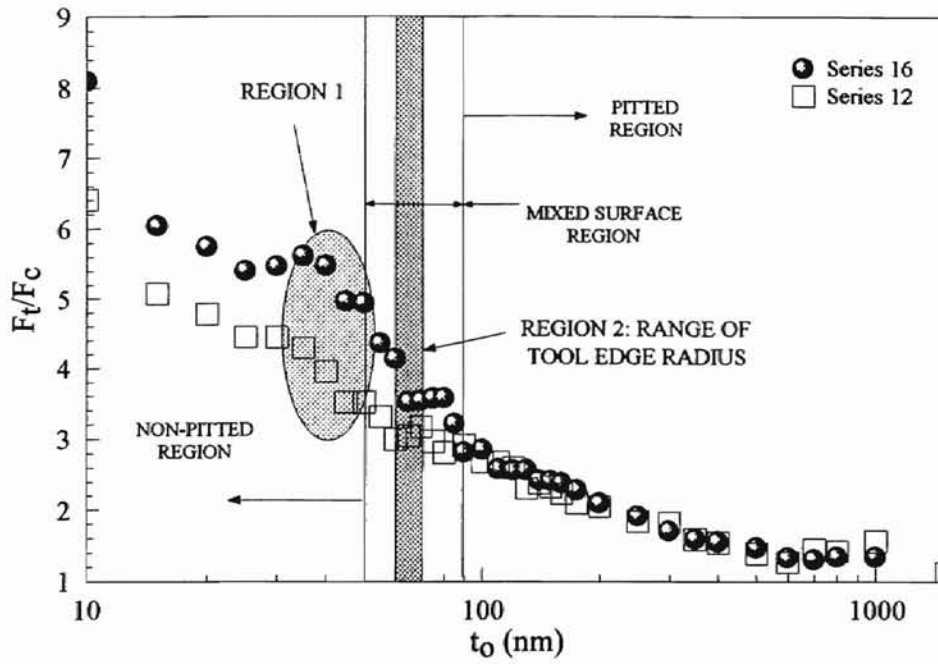 9
8
7
6
5
4
3
2
1
Ft/Fc
10
100
1000
to (nm)
REGION 1
Series 16
Series 12
PITTED
REGION
MIXED SURFACE
REGION
REGION 2: RANGE OF
TOOL EDGE RADIUS
NON-PITTED
REGION